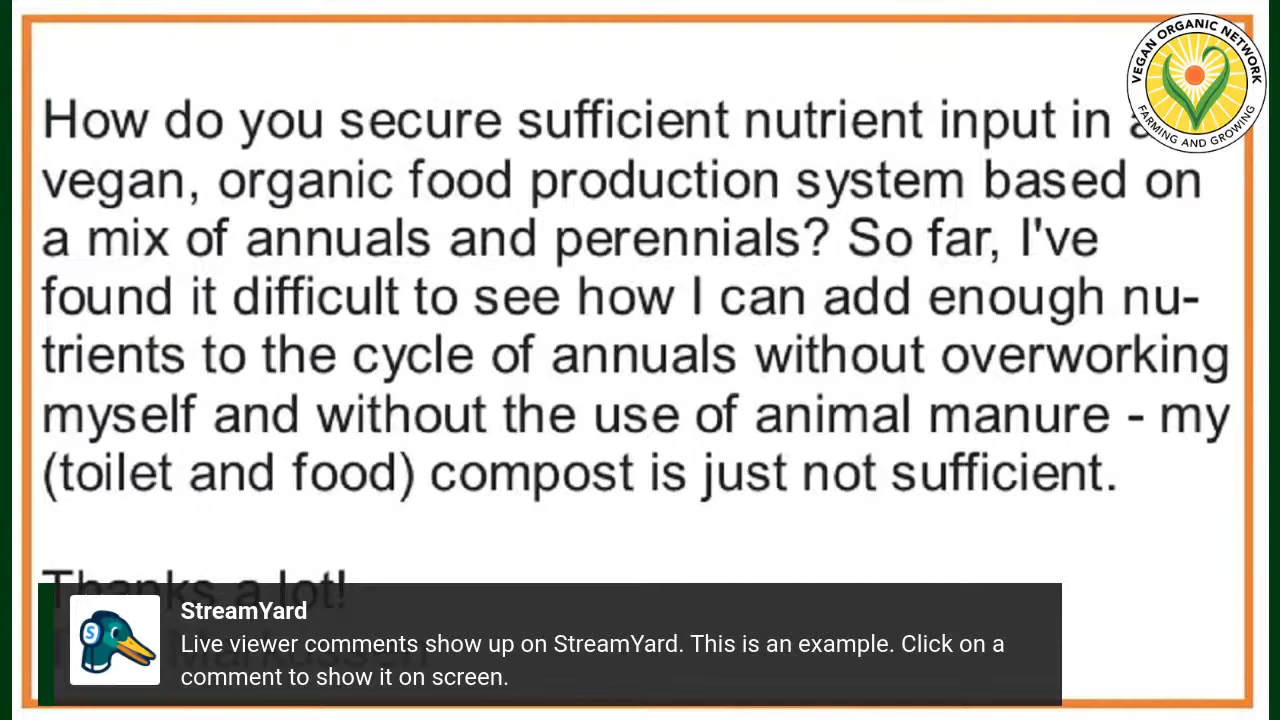 VEGAN ORGANIC NETWORK
FARMING AND GROWING
How do you secure sufficient nutrient input in a
vegan, organic food production system based on
a mix of annuals and perennials? So far, I've
found it difficult to see how I can add enough nu-
trients to the cycle of annuals without overworking
myself and without the use of animal manure - my
(toilet and food) compost is just not sufficient.
Thanks a lot!
StreamYard
Live viewer comments show up on StreamYard. This is an example. Click on a
comment to show it on screen.